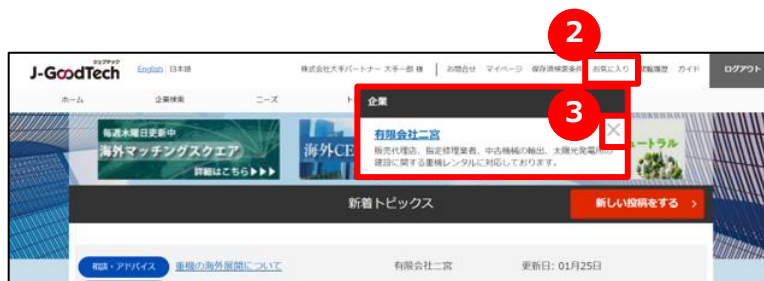 2
ジェグテック
J-GoodTech
English 日本語
株式会社大手パートナー 大手一郎 様
お問合せ マイページ 保存済検索条件 お気に入り 閲覧履歴 ガイド
ログアウト
ホーム 企業検索 ニーズ
企業
3
有限会社二宮
販売代理店、指定修理業者、中古機械の輸出、太陽光発電所の
建設に関する重機レンタルに対応しております。
毎週木曜日更新中
海外マッチングスクエア
詳細はこちら▶▶▶
海外CE
ュートラル
新着トピックス
新しい投稿をする >
相談・アドバイス 重機の海外展開について 有限会社二宮 更新日: 01月25日